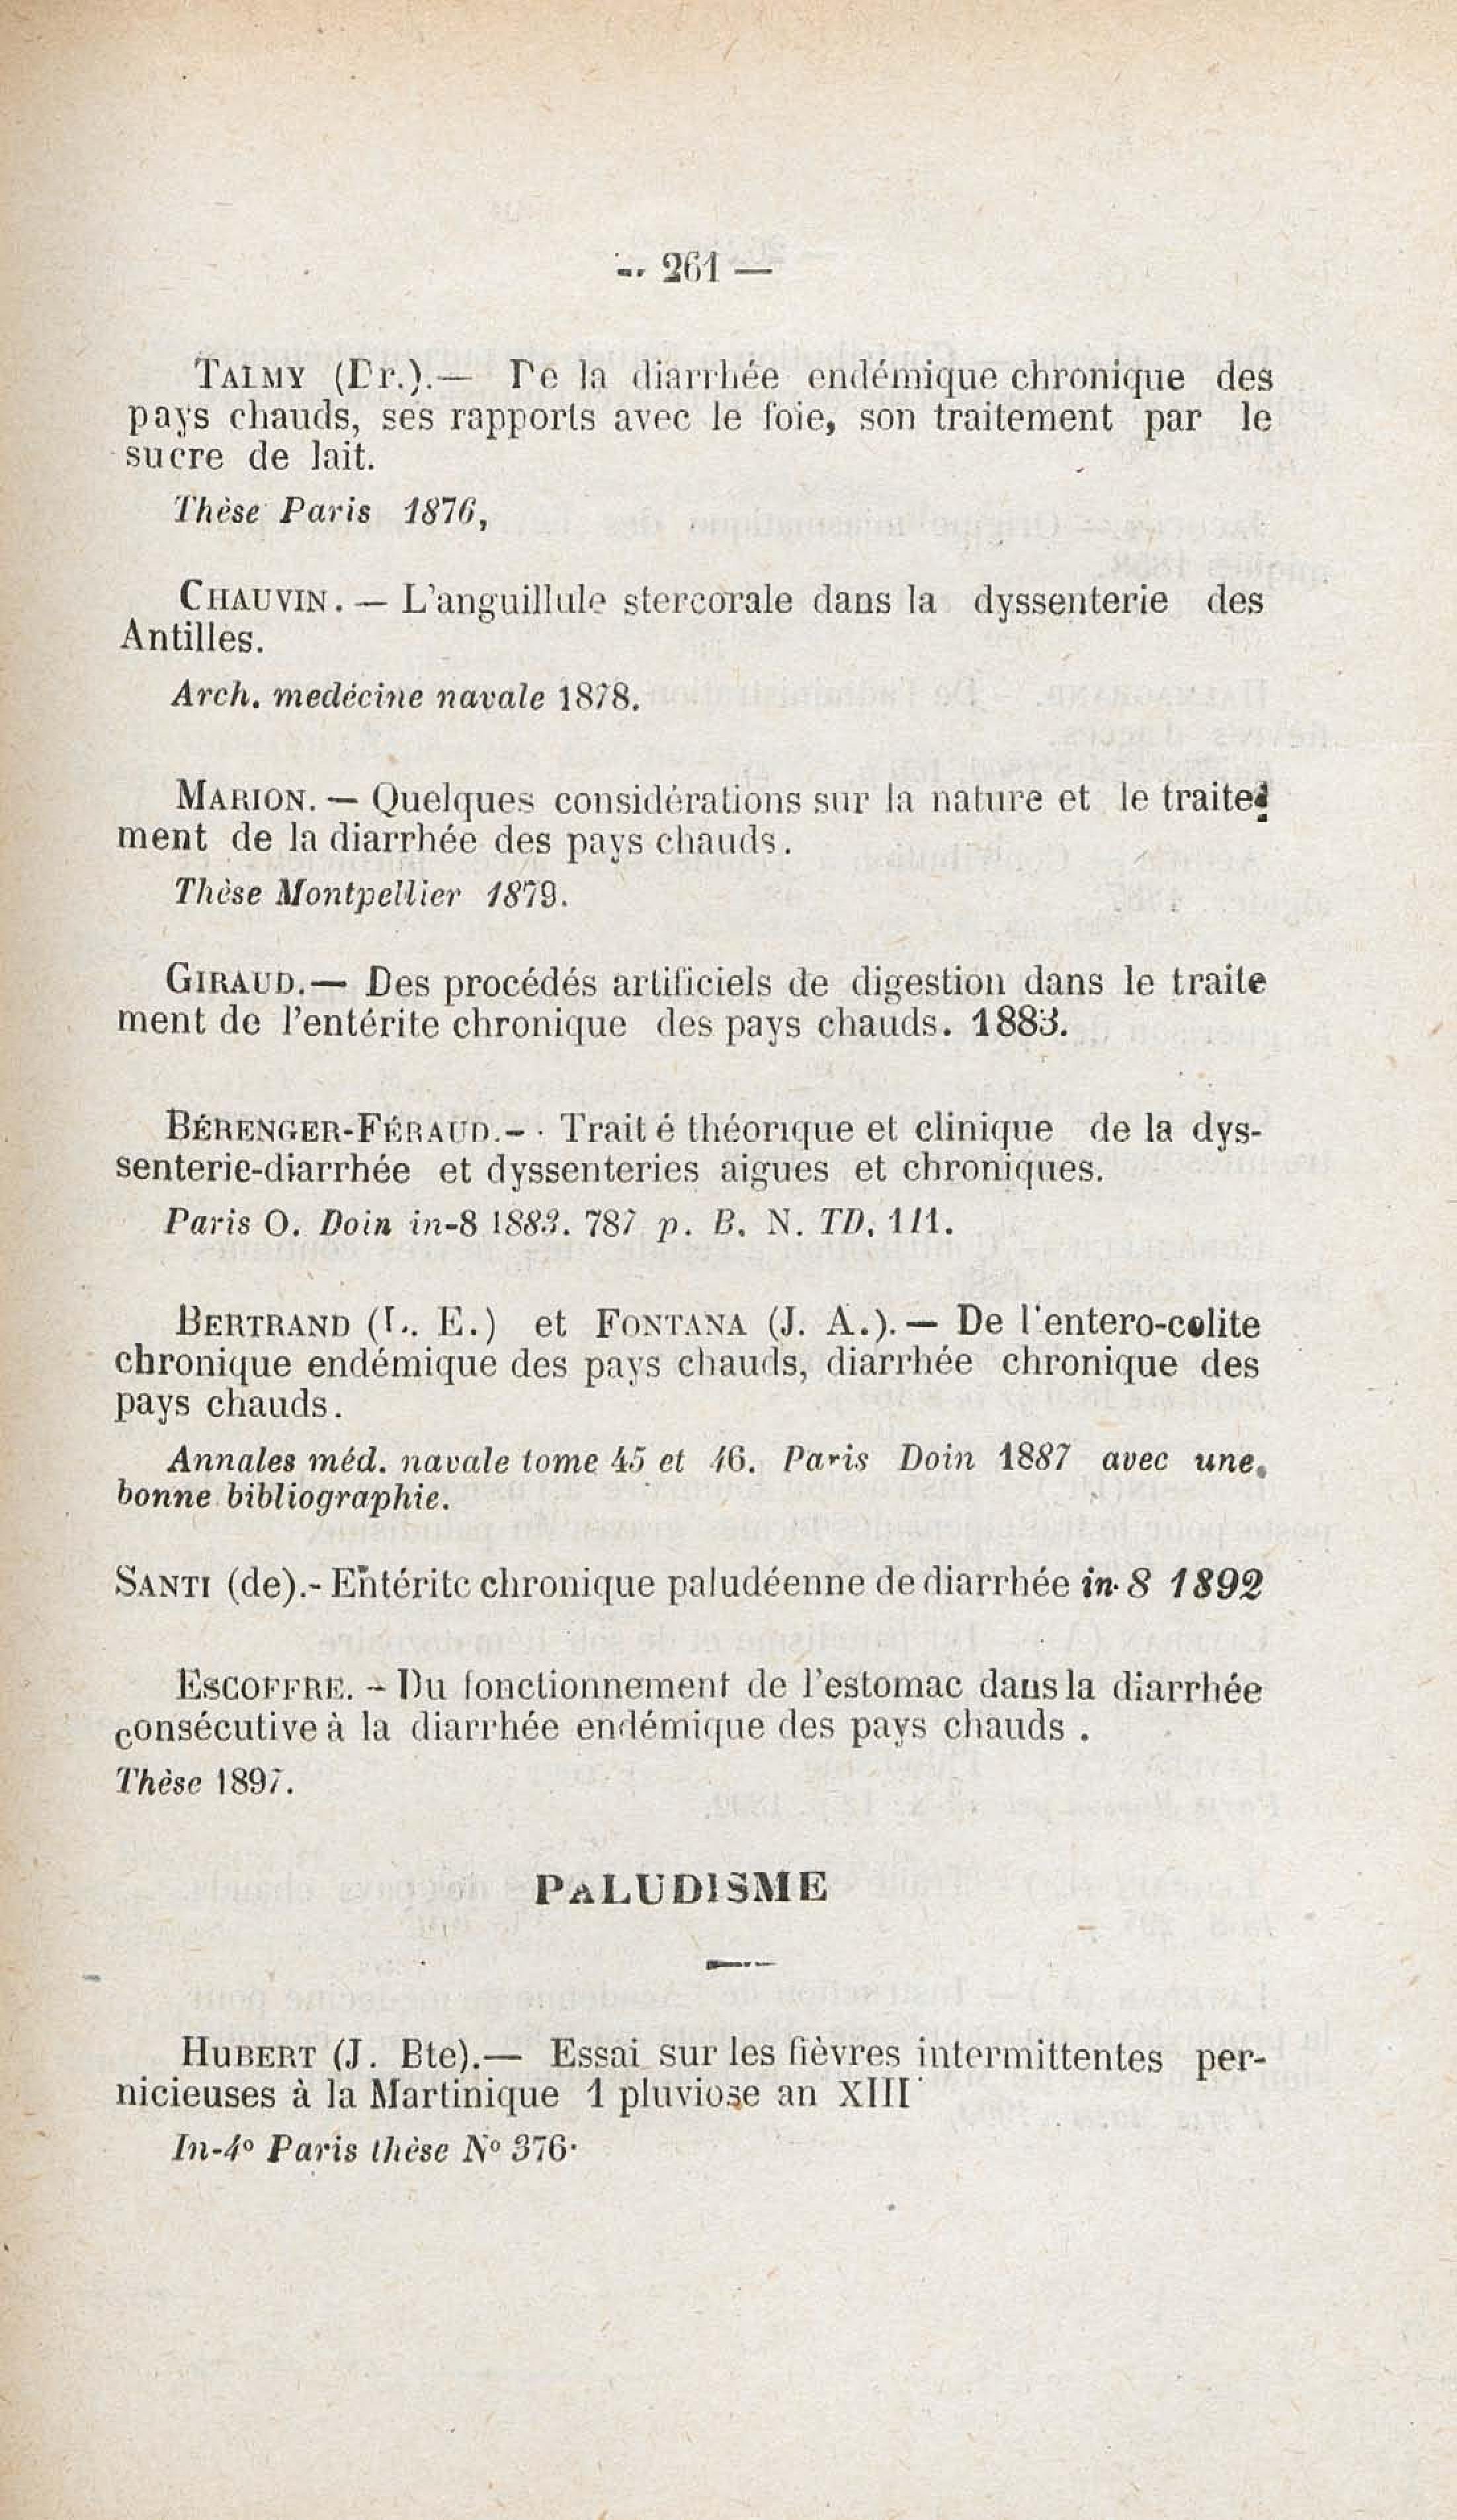 — 261 —
TALMY (Dr.).— De la diarrhée endémique chronique des
pays chauds, ses rapports avec le foie, son traitement par le
sucre de lait.
Thèse Paris 1876,
CHAUVIN. — L'anguillule stercorale dans la dyssenterie des
Antilles.
Arch. medécine navale 1878.
MARION. — Quelques considérations sur la nature et le traite-
ment de la diarrhée des pays chauds.
Thèse Montpellier 1879.
GIRAUD.— Des procédés artificiels de digestion dans le traite
ment de l'entérite chronique des pays chauds. 1883.
BÉRENGER-FÉRAUD.-· Trait é théorique et clinique de la dys-
senterie-diarrhée et dyssenteries aigues et chroniques.
Paris O. Doin in-8 1883. 787 p. B. N. TD. 111.
BERTRAND (L. E.) et FONTANA (J. A.). — De l'entero-colite
chronique endémique des pays chauds, diarrhée chronique des
pays chauds.
Annales méd. navale tome 45 et 46. Paris Doin 1887 avec une.
bonne bibliographie.
SANTI (de).- Entérite chronique paludéenne de diarrhée in-8 1892
ESCOFFRE. - Du fonctionnement de l'estomac dans la diarrhée
consécutive à la diarrhée endémique des pays chauds .
Thèse 1897.
PALUDISME
HUBERT (J. Bte).— Essai sur les fièvres intermittentes per-
nicieuses à la Martinique 1 pluviose an XIII
In-4º Paris thèse Nº 376·